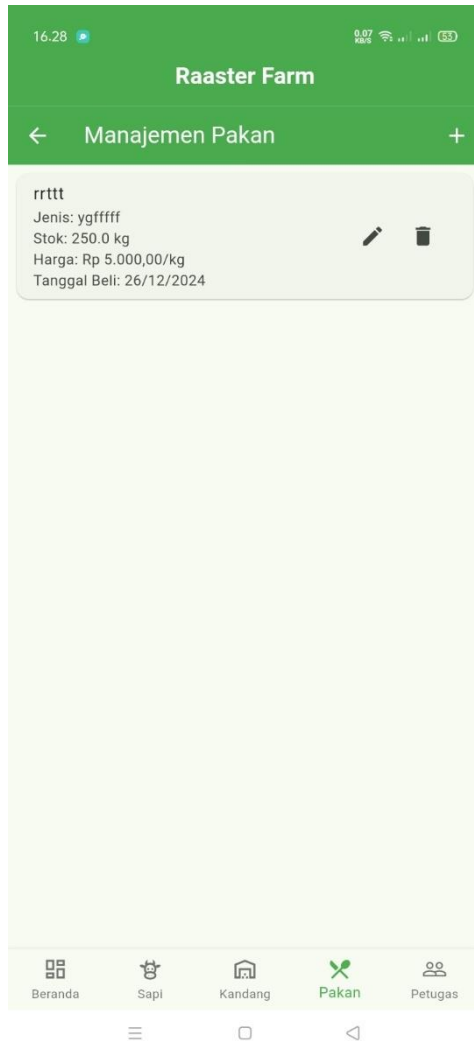 16.28
0.07
KB/S
53
Raaster Farm
Manajemen Pakan
rrttt
Jenis: ygfffff
Stok: 250.0 kg
Harga: Rp 5.000,00/kg
Tanggal Beli: 26/12/2024
Beranda
Sapi
Kandang
Pakan
Petugas